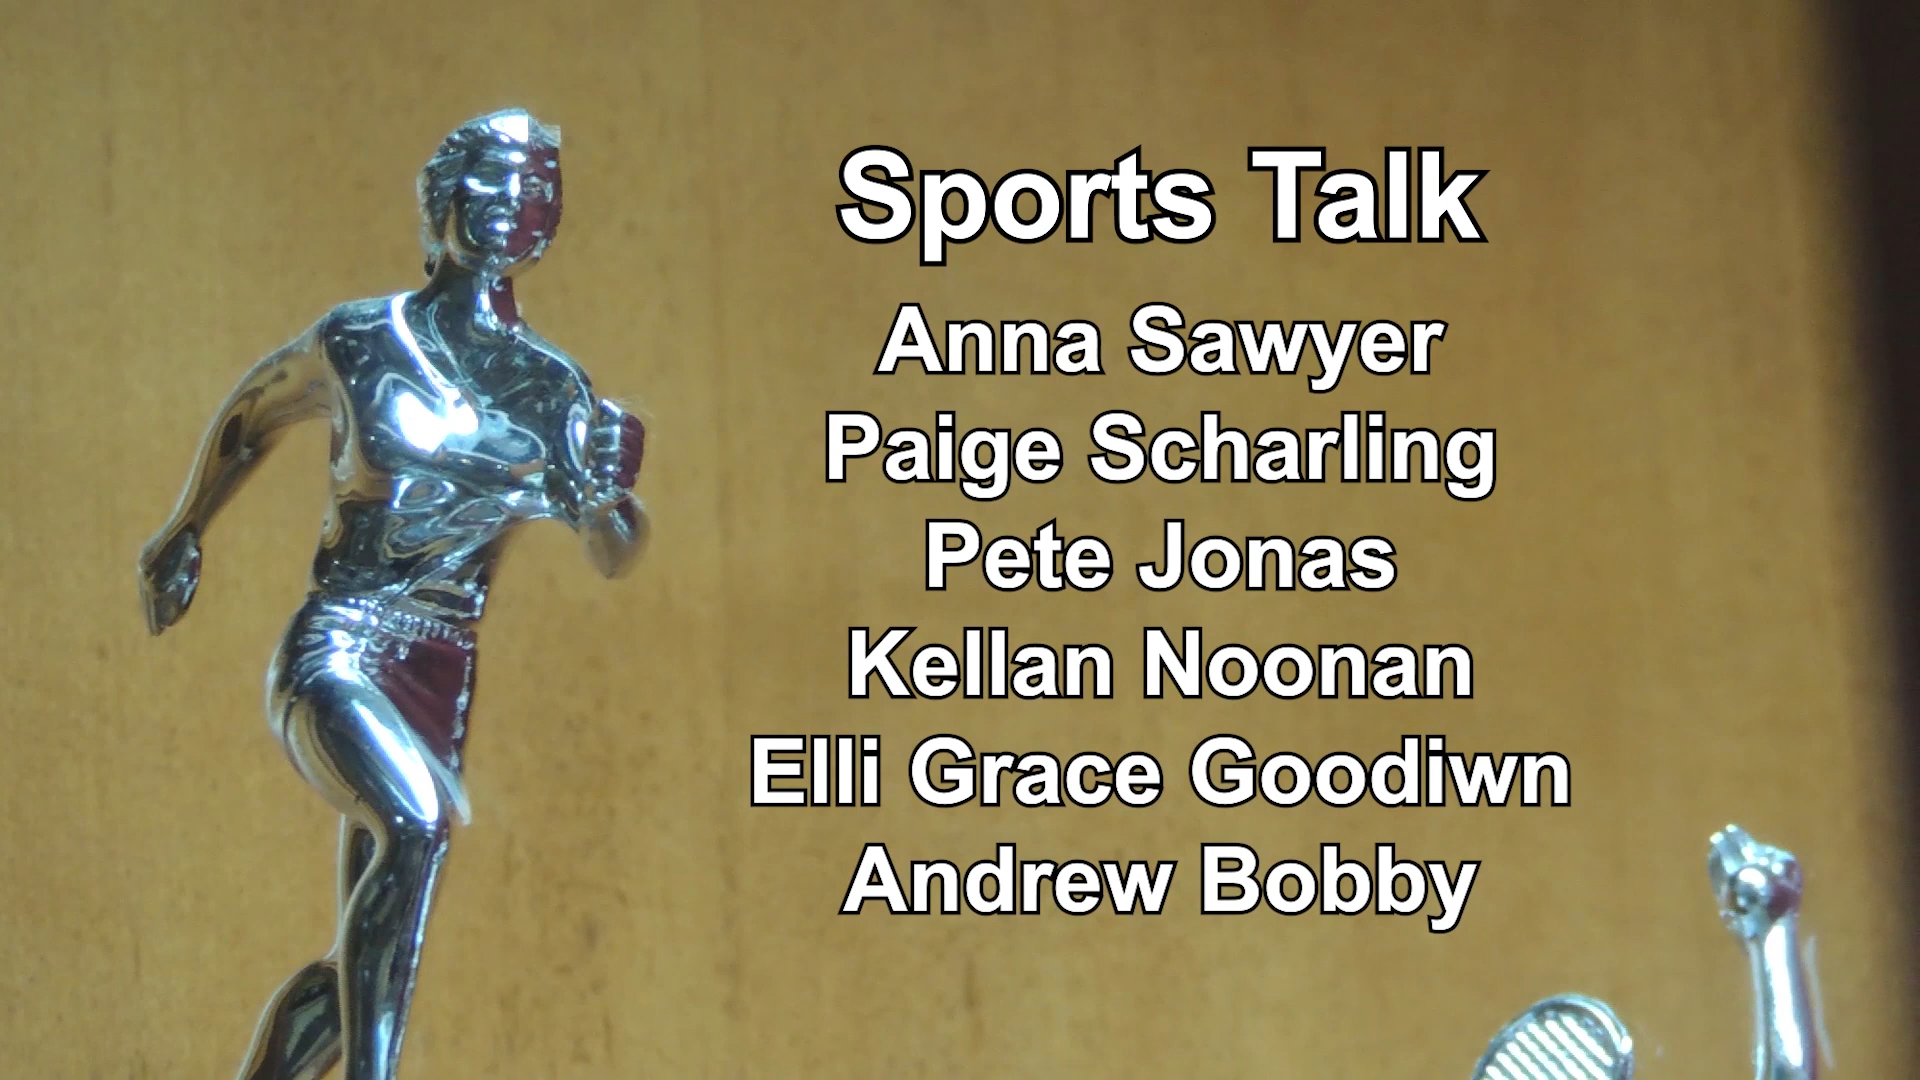 Sports Talk
Anna Sawyer
Paige Scharling
Pete Jonas
Kellan Noonan
Elli Grace Goodiwn
Andrew Bobby